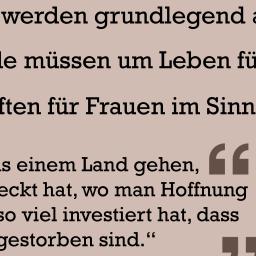 werden grundlegend a
le müssen um Leben fü
ften für Frauen im Sinn
s einem Land gehen,
eckt hat, wo man Hoffnung
so viel investiert hat, dass
gestorben sind.“